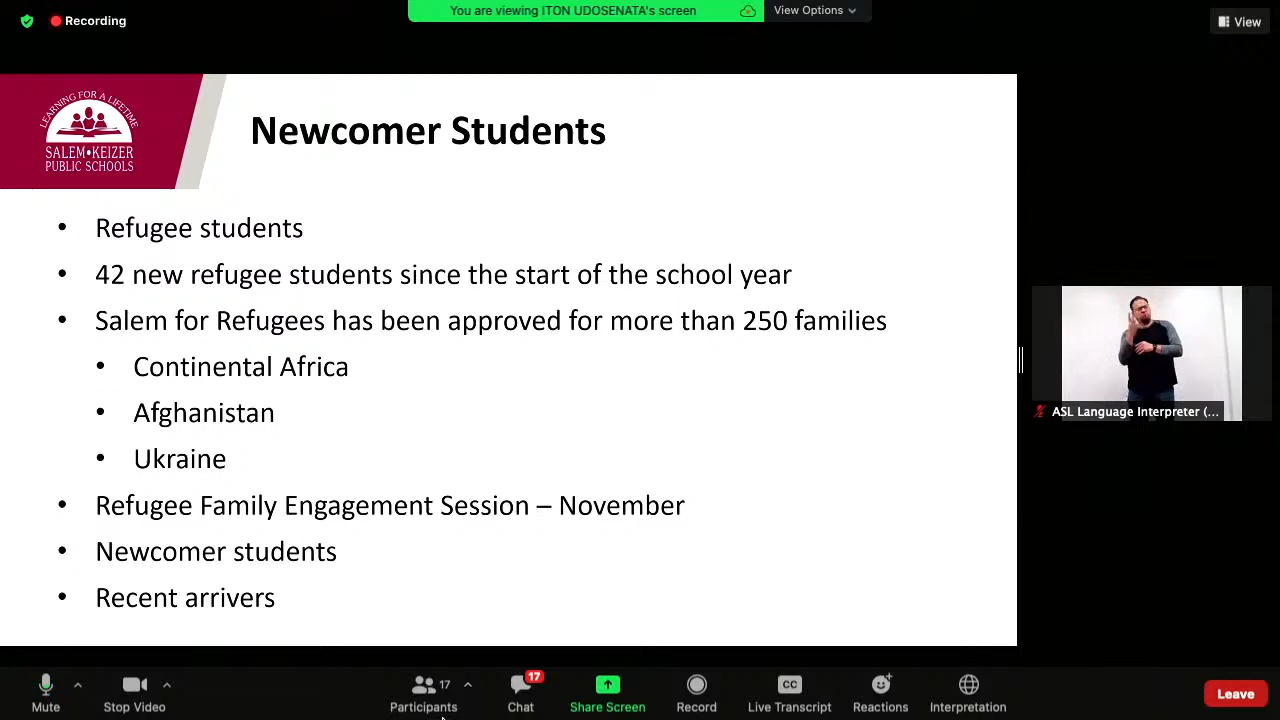 Recording
You are viewing ITON UDOSENATA's screen
View Options
View
LEARNING FOR A LIFETIME
SALEM•KEIZER
PUBLIC SCHOOLS
Newcomer Students
• Refugee students
• 42 new refugee students since the start of the school year
• Salem for Refugees has been approved for more than 250 families
• Continental Africa
• Afghanistan
• Ukraine
• Refugee Family Engagement Session – November
• Newcomer students
• Recent arrivers
ASL Language Interpreter (...
Mute
Stop Video
17
Participants
17
Chat
Share Screen
Record
CC
Live Transcript
Reactions
Interpretation
Leave